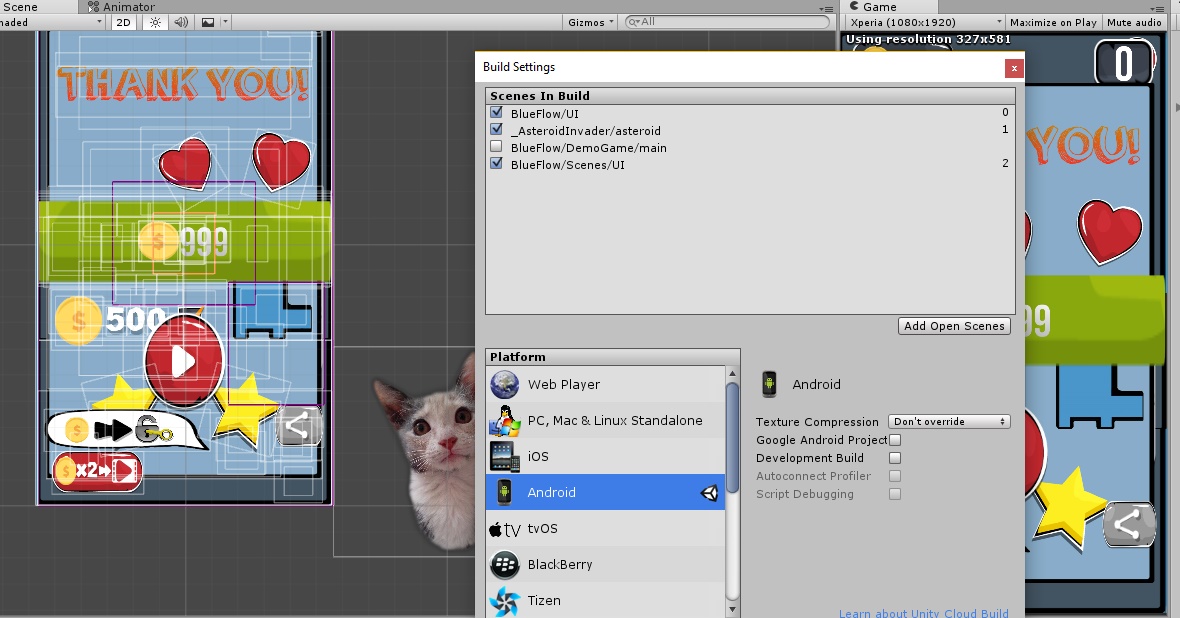 Scene
Animator
Game
haded
2D
Gizmos
All
Xperia (1080x1920)
Maximize on Play
Mute audio
Using resolution 327x581
0
THANK YOU!
YOU!
999
99
500
x2
Build Settings
x
Scenes In Build
BlueFlow/UI 0
_AsteroidInvader/asteroid 1
BlueFlow/DemoGame/main
BlueFlow/Scenes/UI 2
Add Open Scenes
Platform
Web Player
PC, Mac & Linux Standalone
iOS
Android
tv tvOS
BlackBerry
Tizen
Android
Texture Compression Don't override
Google Android Project
Development Build
Autoconnect Profiler
Script Debugging
Learn about Unity Cloud Build